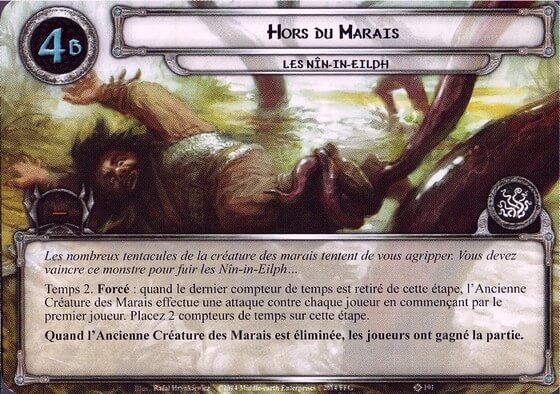 4B
HORS DU MARAIS
LES NÎN-IN-EILPH
Les nombreux tentacules de la créature des marais tentent de vous agripper. Vous devez
vaincre ce monstre pour fuir les Nîn-in-Eilph…
Temps 2. Forcé : quand le dernier compteur de temps est retiré de cette étape, l'Ancienne
Créature des Marais effectue une attaque contre chaque joueur en commençant par le
premier joueur. Placez 2 compteurs de temps sur cette étape.
Quand l'Ancienne Créature des Marais est éliminée, les joueurs ont gagné la partie.
Illus. Rafał Hrynkiewicz ©2014 Middle-earth Enterprises ©2014 FFG 191